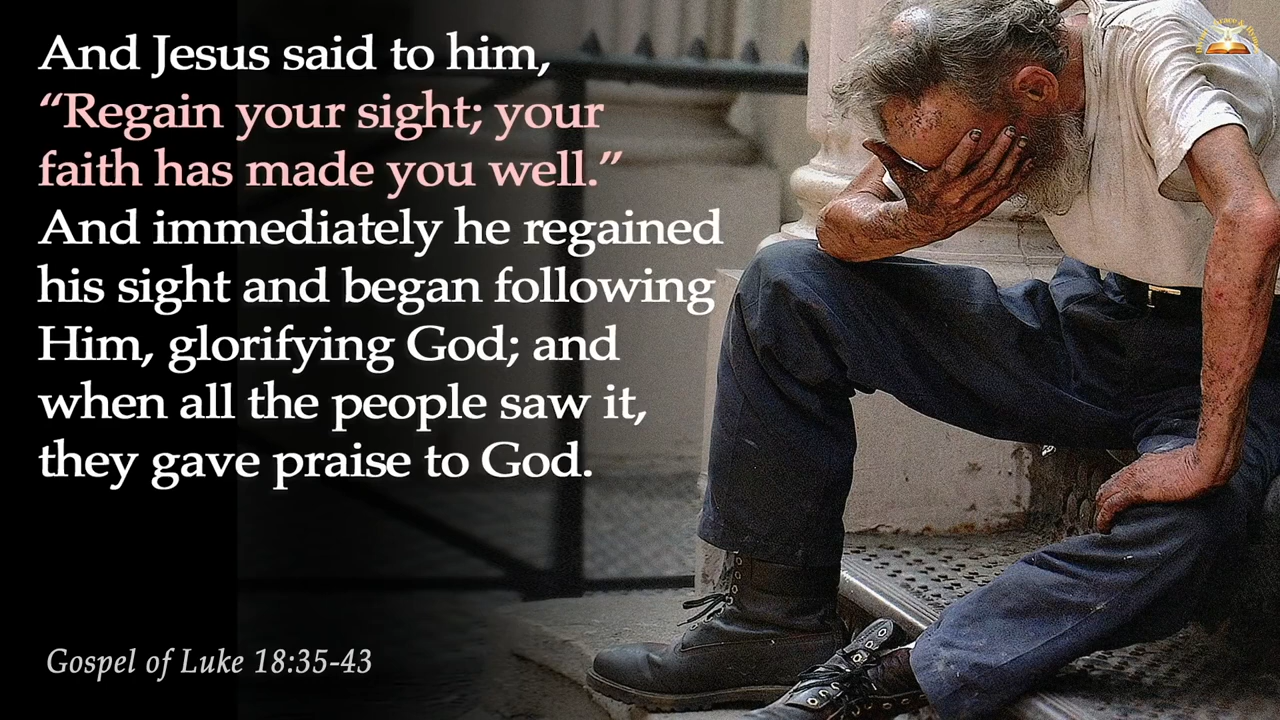 And Jesus said to him,
“Regain your sight; your
faith has made you well.”
And immediately he regained
his sight and began following
Him, glorifying God; and
when all the people saw it,
they gave praise to God.
Gospel of Luke 18:35-43